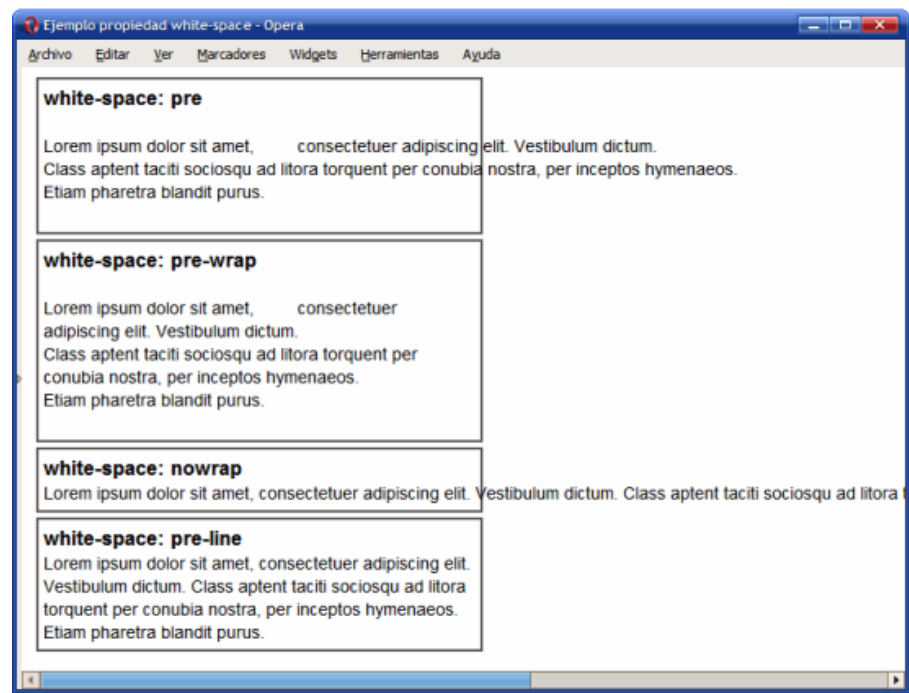 Ejemplo propiedad white-space - Opera
Archivo Editar Ver Marcadores Widgets Herramientas Ayuda
white-space: pre
Lorem ipsum dolor sit amet,       consectetuer adipiscing elit. Vestibulum dictum.
Class aptent taciti sociosqu ad litora torquent per conubia nostra, per inceptos hymenaeos.
Etiam pharetra blandit purus.
white-space: pre-wrap
Lorem ipsum dolor sit amet,       consectetuer
adipiscing elit. Vestibulum dictum.
Class aptent taciti sociosqu ad litora torquent per
conubia nostra, per inceptos hymenaeos.
Etiam pharetra blandit purus.
white-space: nowrap
Lorem ipsum dolor sit amet, consectetuer adipiscing elit. Vestibulum dictum. Class aptent taciti sociosqu ad litora
white-space: pre-line
Lorem ipsum dolor sit amet, consectetuer adipiscing elit.
Vestibulum dictum. Class aptent taciti sociosqu ad litora
torquent per conubia nostra, per inceptos hymenaeos.
Etiam pharetra blandit purus.